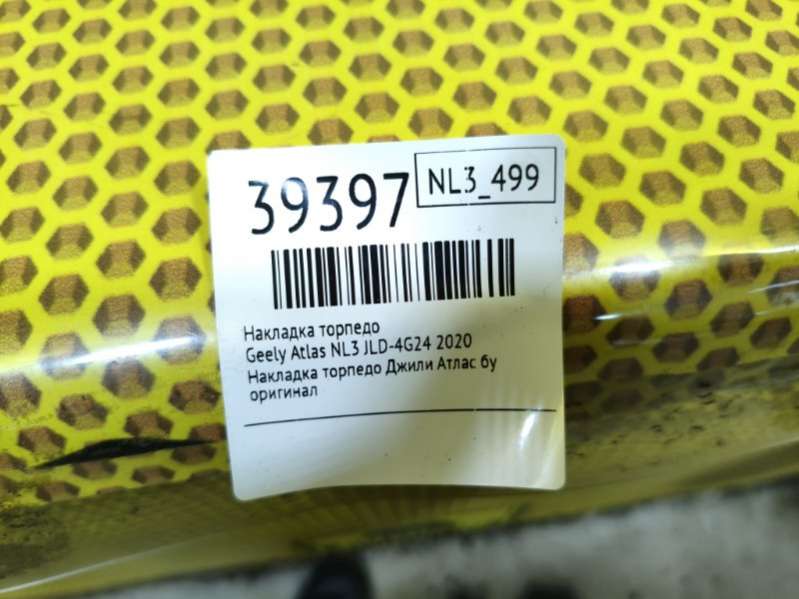 39397
NL3_499
Накладка торпедо
Geely Atlas NL3 JLD-4G24 2020
Накладка торпедо Джили Атлас бу
оригинал